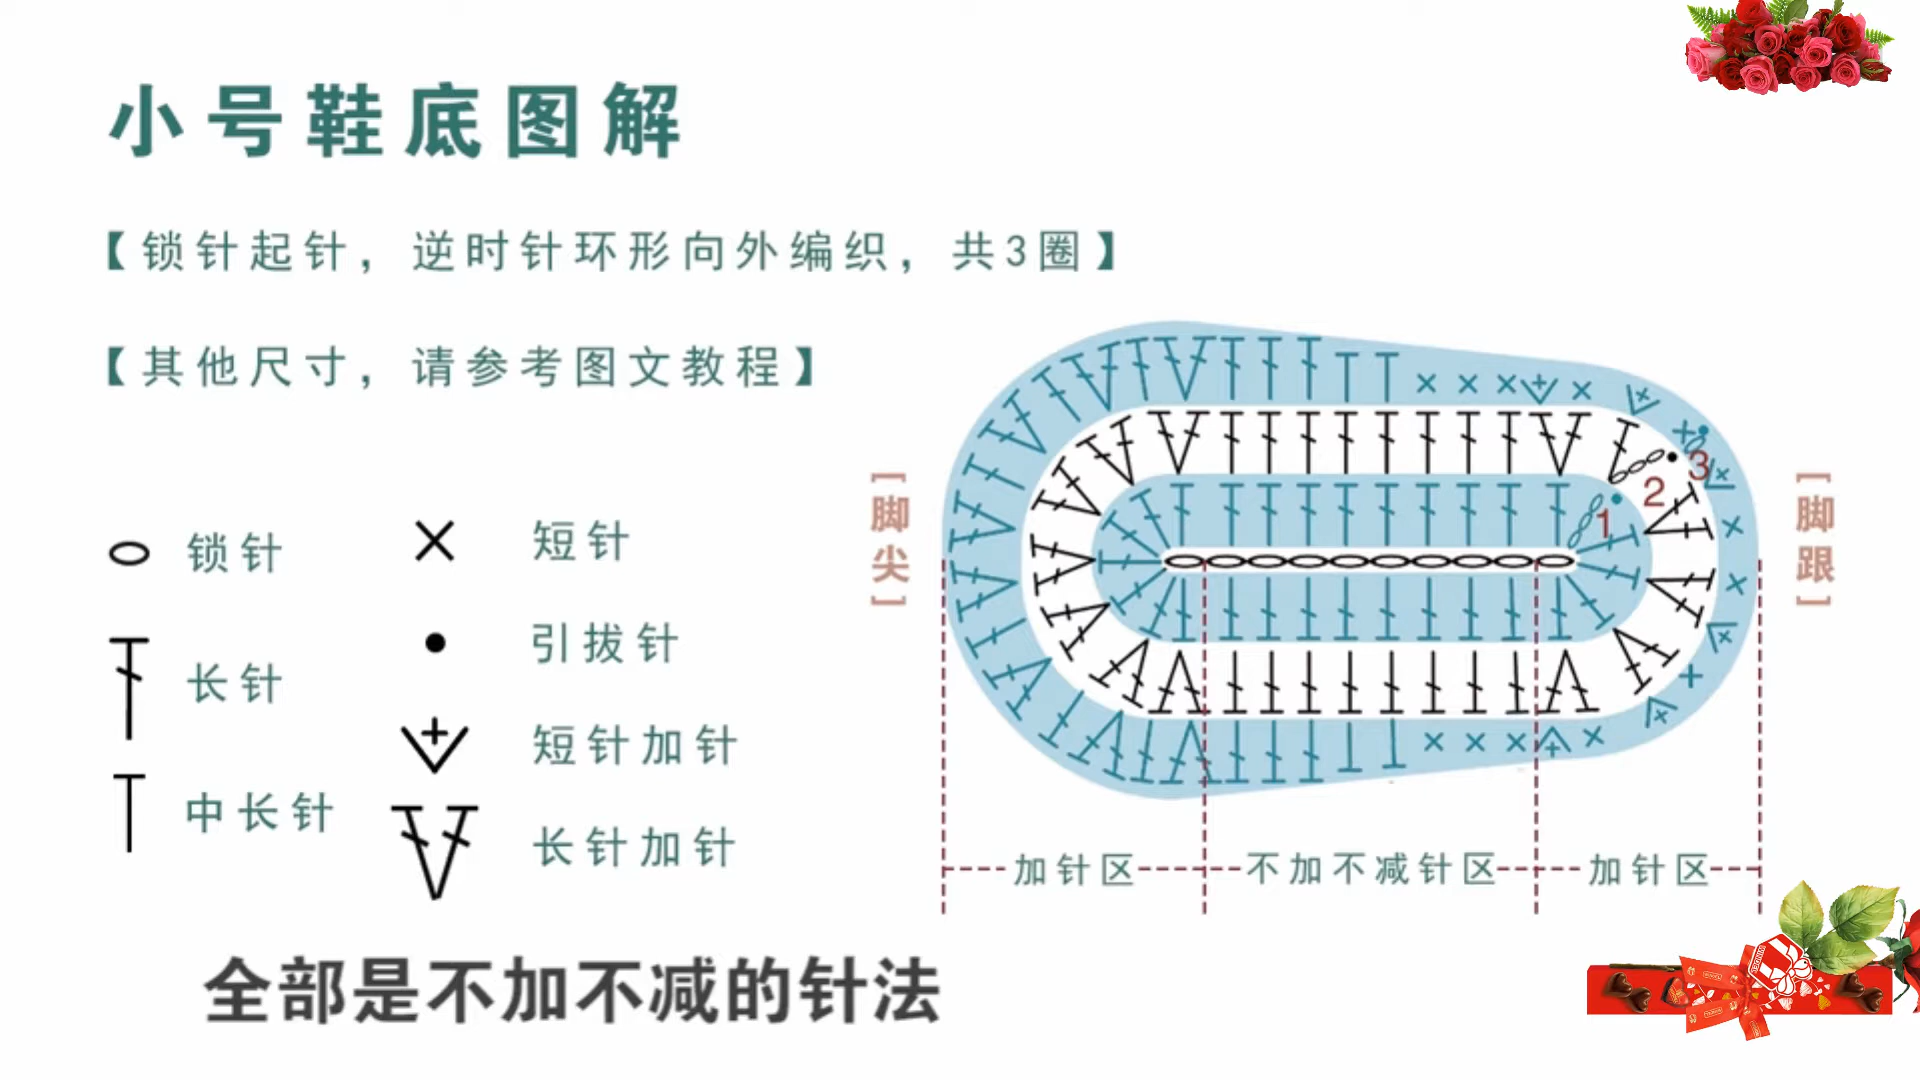 小号鞋底图解
【锁针起针，逆时针环形向外编织，共3圈】
【其他尺寸，请参考图文教程】
锁针
短针
长针
引拔针
中长针
短针加针
长针加针
[脚尖]
1
2
3
[脚跟]
加针区
不加不减针区
加针区
全部是不加不减的针法